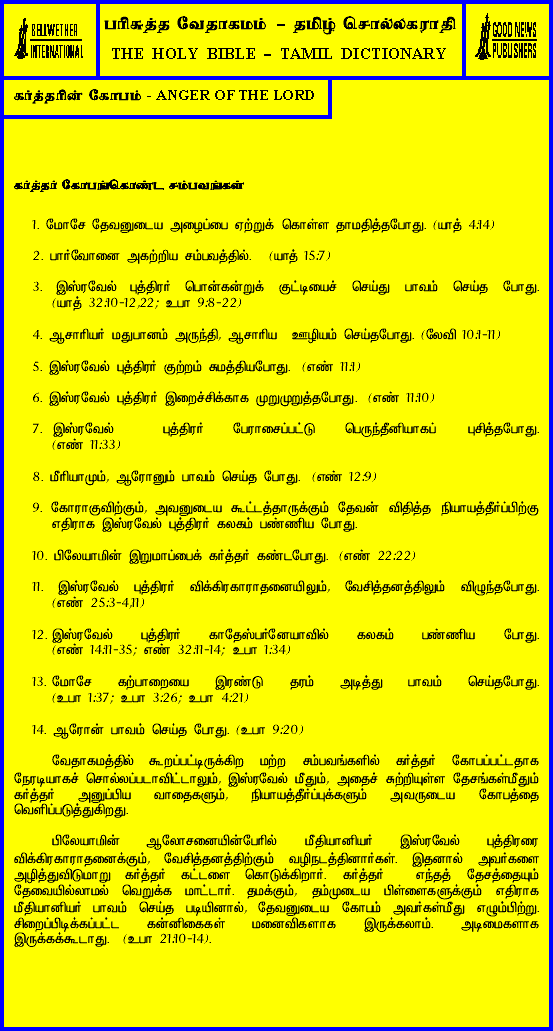 BELLWETHER
INTERNATIONAL
பரிசுத்த வேதாகமம் – தமிழ் சொல்லகராதி
THE HOLY BIBLE – TAMIL DICTIONARY
GOOD NEWS
PUBLISHERS
கர்த்தரின் கோபம் - ANGER OF THE LORD
கர்த்தர் கோபங்கொண்ட சம்பவங்கள்
1. மோசே தேவனுடைய அழைப்பை ஏற்றுக் கொள்ள தாமதித்தபோது. (யாத் 4:14)
2. பார்வோனை அகற்றிய சம்பவத்தில். (யாத் 15:7)
3. இஸ்ரவேல் புத்திரர் பொன்கன்றுக் குட்டியைச் செய்து பாவம் செய்த போது.
(யாத் 32:10-12,22; உபா 9:8-22)
4. ஆசாரியர் மதுபானம் அருந்தி, ஆசாரிய ஊழியம் செய்தபோது. (லேவி 10:1-11)
5. இஸ்ரவேல் புத்திரர் குற்றம் சுமத்தியபோது. (எண் 11:1)
6. இஸ்ரவேல் புத்திரர் இறைச்சிக்காக முறுமுறுத்தபோது. (எண் 11:10)
7. இஸ்ரவேல் புத்திரர் பேராசைப்பட்டு பெருந்தீனியாகப் புசித்தபோது.
(எண் 11:33)
8. மீரியாமும், ஆரோனும் பாவம் செய்த போது. (எண் 12:9)
9. கோராகுவிற்கும், அவனுடைய கூட்டத்தாருக்கும் தேவன் விதித்த நியாயத்தீர்ப்பிற்கு
எதிராக இஸ்ரவேல் புத்திரர் கலகம் பண்ணிய போது.
10. பிலேயாமின் இறுமாப்பைக் கர்த்தர் கண்டபோது. (எண் 22:22)
11. இஸ்ரவேல் புத்திரர் விக்கிரகாராதனையிலும், வேசித்தனத்திலும் விழுந்தபோது.
(எண் 25:3-4,11)
12. இஸ்ரவேல் புத்திரர் காதேஸ்பர்னேயாவில் கலகம் பண்ணிய போது.
(எண் 14:11-35; எண் 32:11-14; உபா 1:34)
13. மோசே கற்பாறையை இரண்டு தரம் அடித்து பாவம் செய்தபோது.
(உபா 1:37; உபா 3:26; உபா 4:21)
14. ஆரோன் பாவம் செய்த போது. (உபா 9:20)
வேதாகமத்தில் கூறப்பட்டிருக்கிற மற்ற சம்பவங்களில் கர்த்தர் கோபப்பட்டதாக
நேரடியாகச் சொல்லப்படாவிட்டாலும், இஸ்ரவேல் மீதும், அதைச் சுற்றியுள்ள தேசங்கள்மீதும்
கர்த்தர் அனுப்பிய வாதைகளும், நியாயத்தீர்ப்புக்களும் அவருடைய கோபத்தை
வெளிப்படுத்துகிறது.
பிலேயாமின் ஆலோசனையின்பேரில் மீதியானியர் இஸ்ரவேல் புத்திரரை
விக்கிரகாராதனைக்கும், வேசித்தனத்திற்கும் வழிநடத்தினார்கள். இதனால் அவர்களை
அழித்துவிடுமாறு கர்த்தர் கட்டளை கொடுக்கிறார். கர்த்தர் எந்தத் தேசத்தையும்
தேவையில்லாமல் வெறுக்க மாட்டார். தமக்கும், தம்முடைய பிள்ளைகளுக்கும் எதிராக
மீதியானியர் பாவம் செய்த படியினால், தேவனுடைய கோபம் அவர்கள்மீது எழும்பிற்று.
சிறைப்பிடிக்கப்பட்ட கன்னிகைகள் மனைவிகளாக இருக்கலாம். அடிமைகளாக
இருக்கக்கூடாது. (உபா 21:10-14).